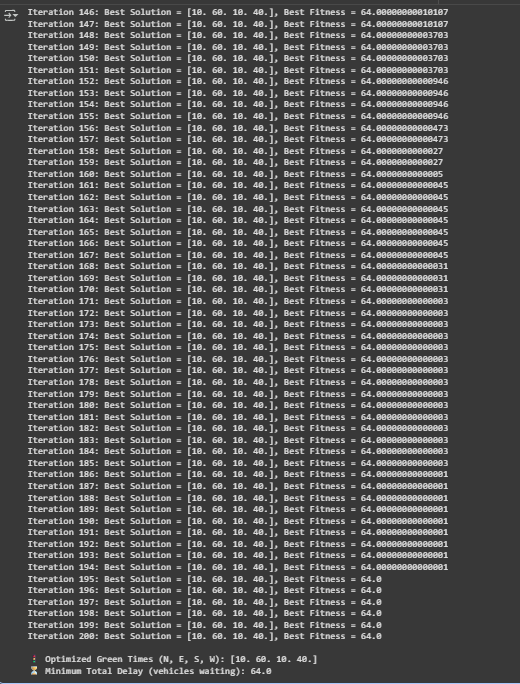 Iteration 146: Best Solution = [10. 60. 10. 40.], Best Fitness = 64.00000000010107
Iteration 147: Best Solution = [10. 60. 10. 40.], Best Fitness = 64.00000000010107
Iteration 148: Best Solution = [10. 60. 10. 40.], Best Fitness = 64.00000000003703
Iteration 149: Best Solution = [10. 60. 10. 40.], Best Fitness = 64.00000000003703
Iteration 150: Best Solution = [10. 60. 10. 40.], Best Fitness = 64.00000000003703
Iteration 151: Best Solution = [10. 60. 10. 40.], Best Fitness = 64.00000000003703
Iteration 152: Best Solution = [10. 60. 10. 40.], Best Fitness = 64.00000000000946
Iteration 153: Best Solution = [10. 60. 10. 40.], Best Fitness = 64.00000000000946
Iteration 154: Best Solution = [10. 60. 10. 40.], Best Fitness = 64.00000000000946
Iteration 155: Best Solution = [10. 60. 10. 40.], Best Fitness = 64.00000000000946
Iteration 156: Best Solution = [10. 60. 10. 40.], Best Fitness = 64.00000000000473
Iteration 157: Best Solution = [10. 60. 10. 40.], Best Fitness = 64.00000000000473
Iteration 158: Best Solution = [10. 60. 10. 40.], Best Fitness = 64.0000000000027
Iteration 159: Best Solution = [10. 60. 10. 40.], Best Fitness = 64.0000000000027
Iteration 160: Best Solution = [10. 60. 10. 40.], Best Fitness = 64.0000000000005
Iteration 161: Best Solution = [10. 60. 10. 40.], Best Fitness = 64.00000000000045
Iteration 162: Best Solution = [10. 60. 10. 40.], Best Fitness = 64.00000000000045
Iteration 163: Best Solution = [10. 60. 10. 40.], Best Fitness = 64.00000000000045
Iteration 164: Best Solution = [10. 60. 10. 40.], Best Fitness = 64.00000000000045
Iteration 165: Best Solution = [10. 60. 10. 40.], Best Fitness = 64.00000000000045
Iteration 166: Best Solution = [10. 60. 10. 40.], Best Fitness = 64.00000000000045
Iteration 167: Best Solution = [10. 60. 10. 40.], Best Fitness = 64.00000000000045
Iteration 168: Best Solution = [10. 60. 10. 40.], Best Fitness = 64.00000000000031
Iteration 169: Best Solution = [10. 60. 10. 40.], Best Fitness = 64.00000000000031
Iteration 170: Best Solution = [10. 60. 10. 40.], Best Fitness = 64.00000000000031
Iteration 171: Best Solution = [10. 60. 10. 40.], Best Fitness = 64.00000000000003
Iteration 172: Best Solution = [10. 60. 10. 40.], Best Fitness = 64.00000000000003
Iteration 173: Best Solution = [10. 60. 10. 40.], Best Fitness = 64.00000000000003
Iteration 174: Best Solution = [10. 60. 10. 40.], Best Fitness = 64.00000000000003
Iteration 175: Best Solution = [10. 60. 10. 40.], Best Fitness = 64.00000000000003
Iteration 176: Best Solution = [10. 60. 10. 40.], Best Fitness = 64.00000000000003
Iteration 177: Best Solution = [10. 60. 10. 40.], Best Fitness = 64.00000000000003
Iteration 178: Best Solution = [10. 60. 10. 40.], Best Fitness = 64.00000000000003
Iteration 179: Best Solution = [10. 60. 10. 40.], Best Fitness = 64.00000000000003
Iteration 180: Best Solution = [10. 60. 10. 40.], Best Fitness = 64.00000000000003
Iteration 181: Best Solution = [10. 60. 10. 40.], Best Fitness = 64.00000000000003
Iteration 182: Best Solution = [10. 60. 10. 40.], Best Fitness = 64.00000000000003
Iteration 183: Best Solution = [10. 60. 10. 40.], Best Fitness = 64.00000000000003
Iteration 184: Best Solution = [10. 60. 10. 40.], Best Fitness = 64.00000000000003
Iteration 185: Best Solution = [10. 60. 10. 40.], Best Fitness = 64.00000000000003
Iteration 186: Best Solution = [10. 60. 10. 40.], Best Fitness = 64.00000000000001
Iteration 187: Best Solution = [10. 60. 10. 40.], Best Fitness = 64.00000000000001
Iteration 188: Best Solution = [10. 60. 10. 40.], Best Fitness = 64.00000000000001
Iteration 189: Best Solution = [10. 60. 10. 40.], Best Fitness = 64.00000000000001
Iteration 190: Best Solution = [10. 60. 10. 40.], Best Fitness = 64.00000000000001
Iteration 191: Best Solution = [10. 60. 10. 40.], Best Fitness = 64.00000000000001
Iteration 192: Best Solution = [10. 60. 10. 40.], Best Fitness = 64.00000000000001
Iteration 193: Best Solution = [10. 60. 10. 40.], Best Fitness = 64.00000000000001
Iteration 194: Best Solution = [10. 60. 10. 40.], Best Fitness = 64.00000000000001
Iteration 195: Best Solution = [10. 60. 10. 40.], Best Fitness = 64.0
Iteration 196: Best Solution = [10. 60. 10. 40.], Best Fitness = 64.0
Iteration 197: Best Solution = [10. 60. 10. 40.], Best Fitness = 64.0
Iteration 198: Best Solution = [10. 60. 10. 40.], Best Fitness = 64.0
Iteration 199: Best Solution = [10. 60. 10. 40.], Best Fitness = 64.0
Iteration 200: Best Solution = [10. 60. 10. 40.], Best Fitness = 64.0
🚦 Optimized Green Times (N, E, S, W): [10. 60. 10. 40.]
⏳ Minimum Total Delay (vehicles waiting): 64.0